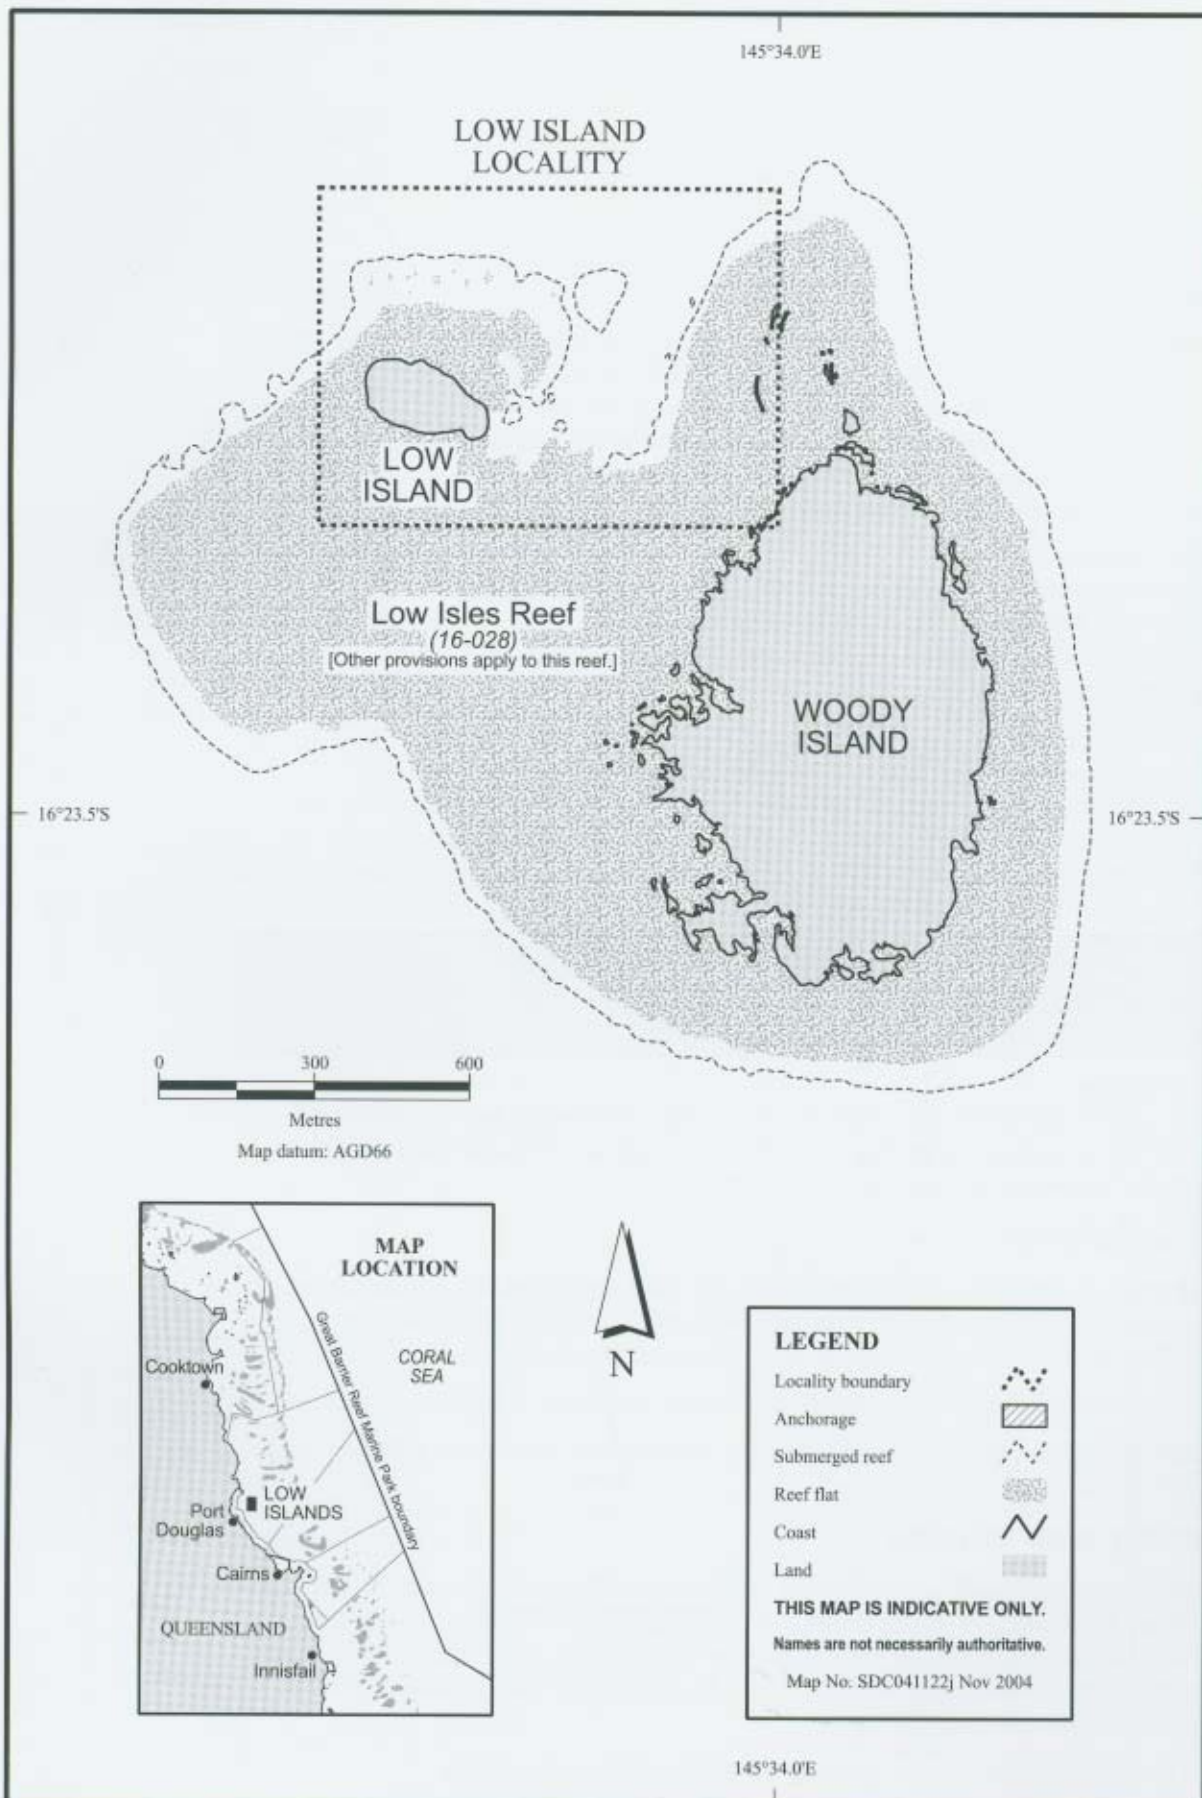 145°34.0'E
LOW ISLAND
LOCALITY
LOW
ISLAND
Low Isles Reef
(16-028)
[Other provisions apply to this reef.]
WOODY
ISLAND
16°23.5'S
16°23.5'S
0 300 600
Metres
Map datum: AGD66
MAP
LOCATION
CORAL
SEA
Great Barrier Reef Marine Park boundary
Cooktown
LOW
ISLANDS
Port
Douglas
Cairns
QUEENSLAND
Innisfail
N
LEGEND
Locality boundary
Anchorage
Submerged reef
Reef flat
Coast
Land
THIS MAP IS INDICATIVE ONLY.
Names are not necessarily authoritative.
Map No: SDC041122j Nov 2004
145°34.0'E